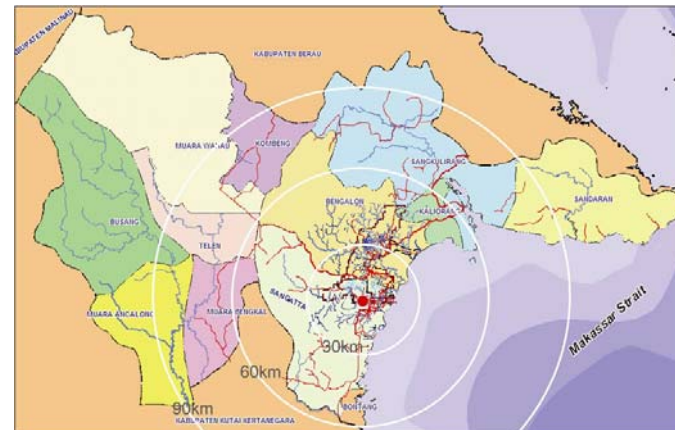 KABUPATEN MALINAU
KABUPATEN BERAU
MUARA WAHAU
KOMBENG
SANGKULIRANG
BUSANG
BENGALON
KALIORAN
SANDARAN
TELEN
SANGATTA
MUARA ANCALONG
MUARA BENGKAL
30km
Makassar Strait
60km
90km
BONTANG
KABUPATEN KUTAI KERTANEGARA